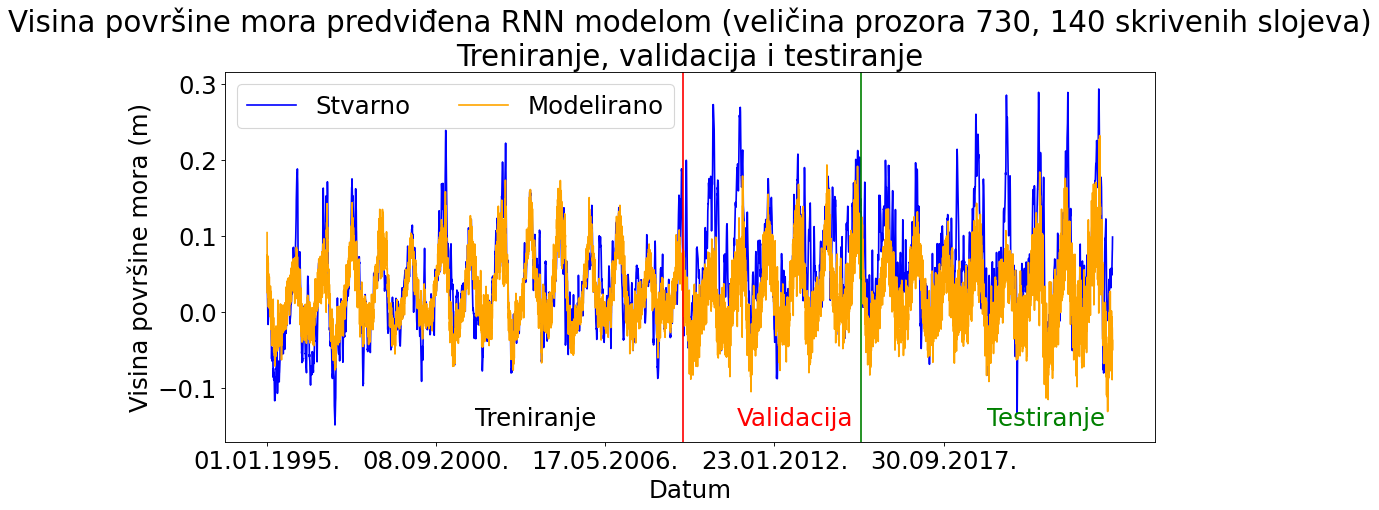 Visina površine mora predviđena RNN modelom (veličina prozora 730, 140 skrivenih slojeva)
Treniranje, validacija i testiranje
Stvarno
Modelirano
Visina površine mora (m)
0.3
0.2
0.1
0.0
−0.1
Treniranje
Validacija
Testiranje
01.01.1995.
08.09.2000.
17.05.2006.
23.01.2012.
30.09.2017.
Datum